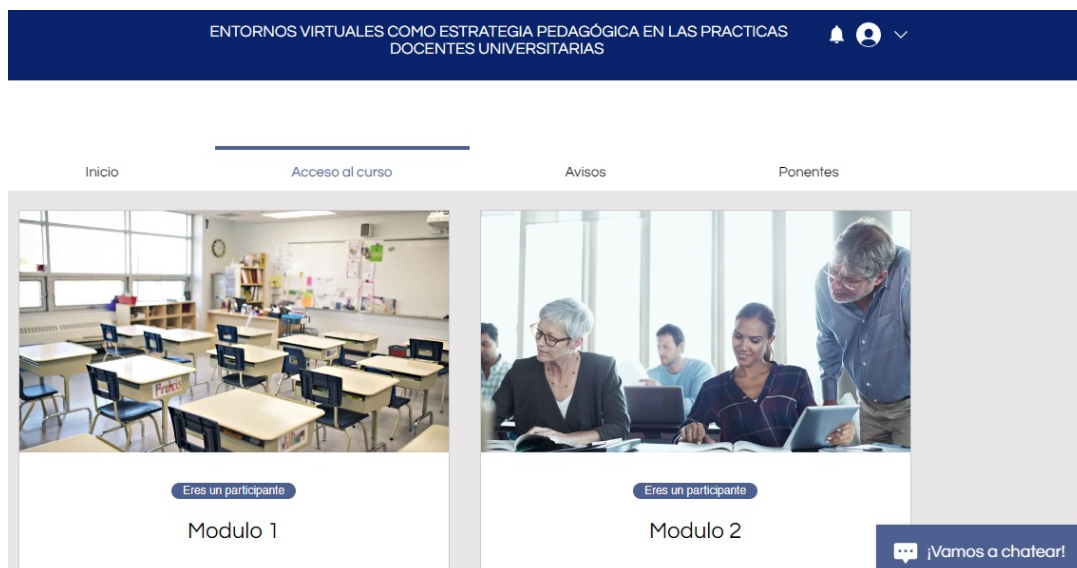 ENTORNOS VIRTUALES COMO ESTRATEGIA PEDAGÓGICA EN LAS PRACTICAS
DOCENTES UNIVERSITARIAS
Inicio
Acceso al curso
Avisos
Ponentes
Eres un participante
Eres un participante
Modulo 1
Modulo 2
¡Vamos a chatear!